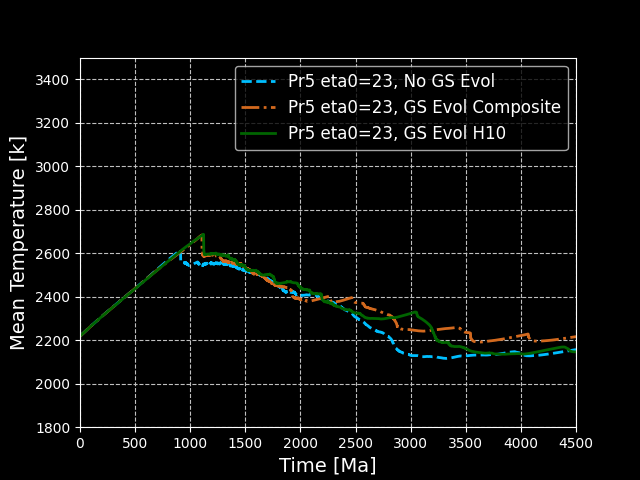 3400
3200
3000
2800
2600
2400
2200
2000
1800
Mean Temperature [k]
Pr5 eta0=23, No GS Evol
Pr5 eta0=23, GS Evol Composite
Pr5 eta0=23, GS Evol H10
0 500 1000 1500 2000 2500 3000 3500 4000 4500
Time [Ma]